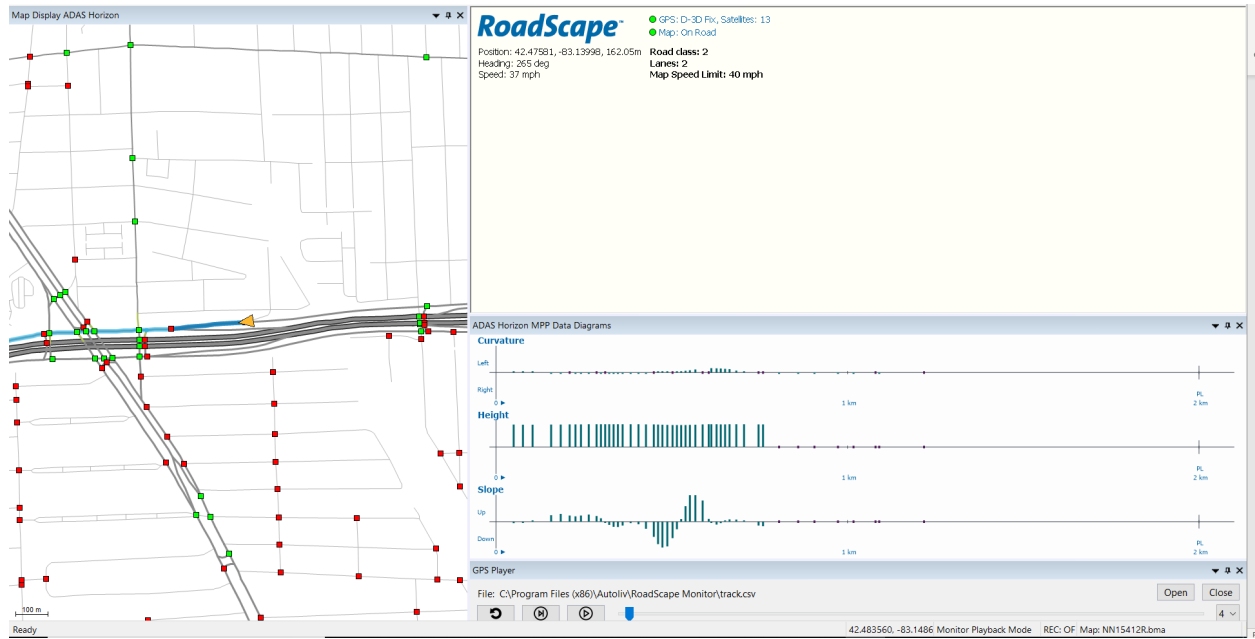 Map Display ADAS Horizon
100 m
RoadScape™
GPS: D-3D Fix, Satellites: 13
Map: On Road
Position: 42.47581, -83.13998, 162.05m
Heading: 265 deg
Speed: 37 mph
Road class: 2
Lanes: 2
Map Speed Limit: 40 mph
ADAS Horizon MPP Data Diagrams
Curvature
Left
Right
0
1 km
PL
2 km
Height
0
1 km
PL
2 km
Slope
Up
Down
0
1 km
PL
2 km
GPS Player
File: C:\Program Files (x86)\Autoliv\RoadScape Monitor\track.csv
Open
Close
4
Ready
42.483560, -83.1486 Monitor Playback Mode REC: OF Map: NN15412R.bma